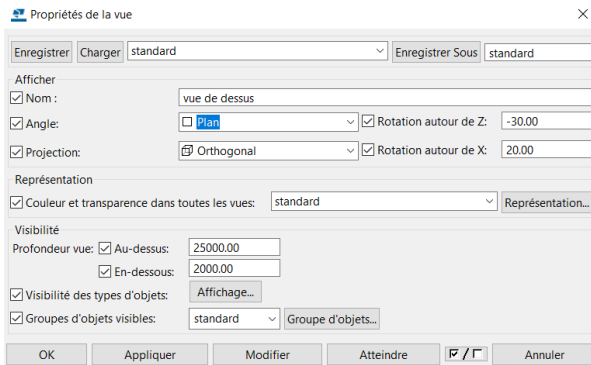 Propriétés de la vue
Enregistrer Charger standard Enregistrer Sous standard
Afficher
Nom : vue de dessus
Angle: Plan Rotation autour de Z: -30.00
Projection: Orthogonal Rotation autour de X: 20.00
Représentation
Couleur et transparence dans toutes les vues: standard Représentation...
Visibilité
Profondeur vue: Au-dessus: 25000.00
En-dessous: 2000.00
Visibilité des types d'objets: Affichage...
Groupes d'objets visibles: standard Groupe d'objets...
OK Appliquer Modifier Atteindre / Annuler